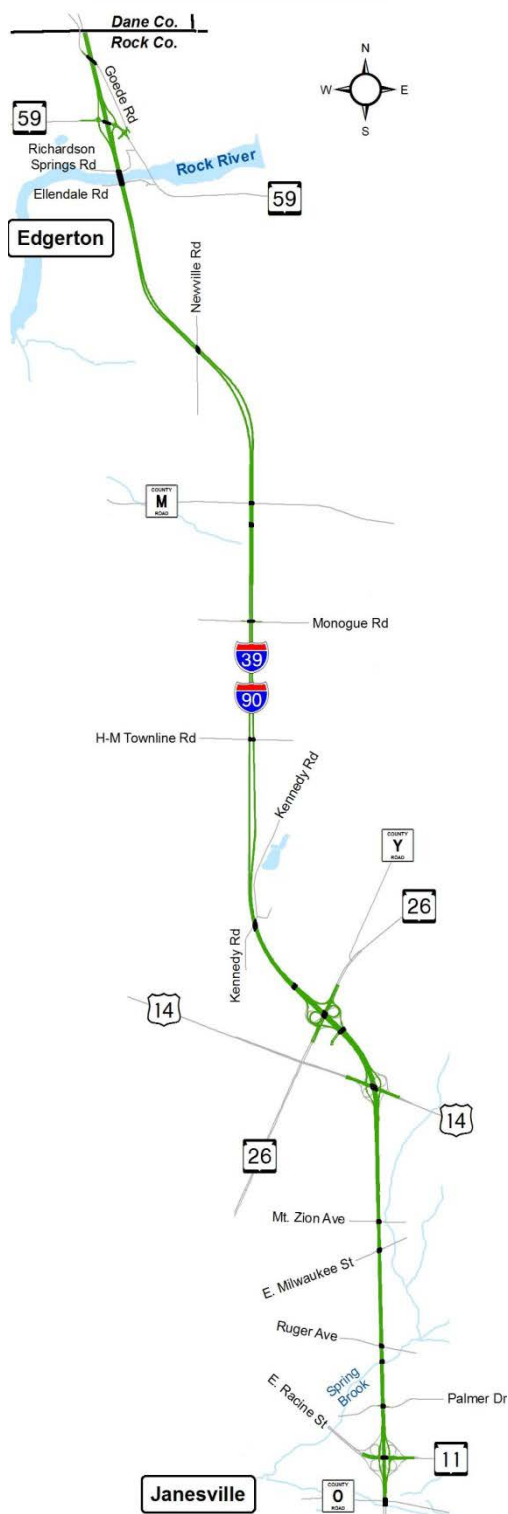 Dane Co.
Rock Co.
N
W E
S
Goede Rd
59
Richardson
Springs Rd
Rock River
Ellendale Rd
59
Edgerton
Newville Rd
COUNTY
M
ROAD
Monogue Rd
39
90
H-M Townline Rd
Kennedy Rd
COUNTY
Y
ROAD
26
Kennedy Rd
14
14
26
Mt. Zion Ave
E. Milwaukee St
Ruger Ave
Spring
Brook
E. Racine St
Palmer Dr
11
Janesville
COUNTY
O
ROAD